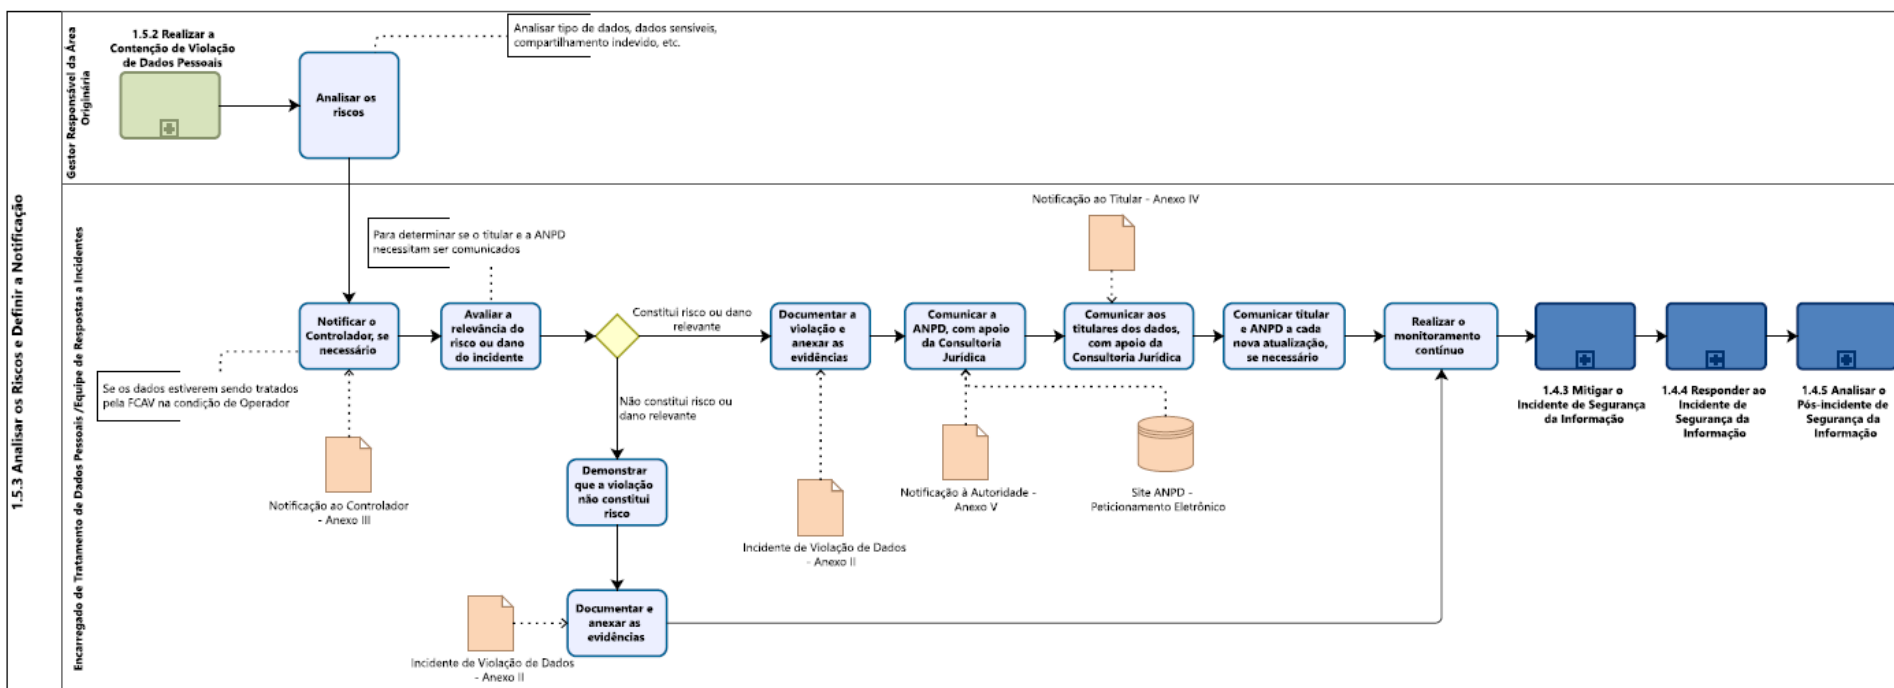 1.5.3 Analisar os Riscos e Definir a Notificação
Gestor Responsável da Área
Originária
1.5.2 Realizar a
Contenção de Violação
de Dados Pessoais
Analisar os
riscos
Analisar tipo de dados, dados sensíveis,
compartilhamento indevido, etc.
Encarregado de Tratamento de Dados Pessoais /Equipe de Respostas a Incidentes
Para determinar se o titular e a ANPD
necessitam ser comunicados
Notificação ao Titular - Anexo IV
Notificar o
Controlador, se
necessário
Avaliar a
relevância do
risco ou dano
do incidente
Constitui risco ou dano
relevante
Documentar a
violação e
anexar as
evidências
Comunicar a
ANPD, com apoio
da Consultoria
Jurídica
Comunicar aos
titulares dos dados,
com apoio da
Consultoria Jurídica
Comunicar titular
e ANPD a cada
nova atualização,
se necessário
Realizar o
monitoramento
contínuo
1.4.3 Mitigar o
Incidente de Segurança
da Informação
1.4.4 Responder ao
Incidente de
Segurança da
Informação
1.4.5 Analisar o
Pós-incidente de
Segurança da
Informação
Se os dados estiverem sendo tratados
pela FCAV na condição de Operador
Não constitui risco ou
dano relevante
Notificação ao Controlador
- Anexo III
Demonstrar
que a violação
não constitui
risco
Notificação à Autoridade -
Anexo V
Site ANPD -
Peticionamento Eletrônico
Incidente de Violação de Dados
- Anexo II
Documentar e
anexar as
evidências
Incidente de Violação de Dados
- Anexo II